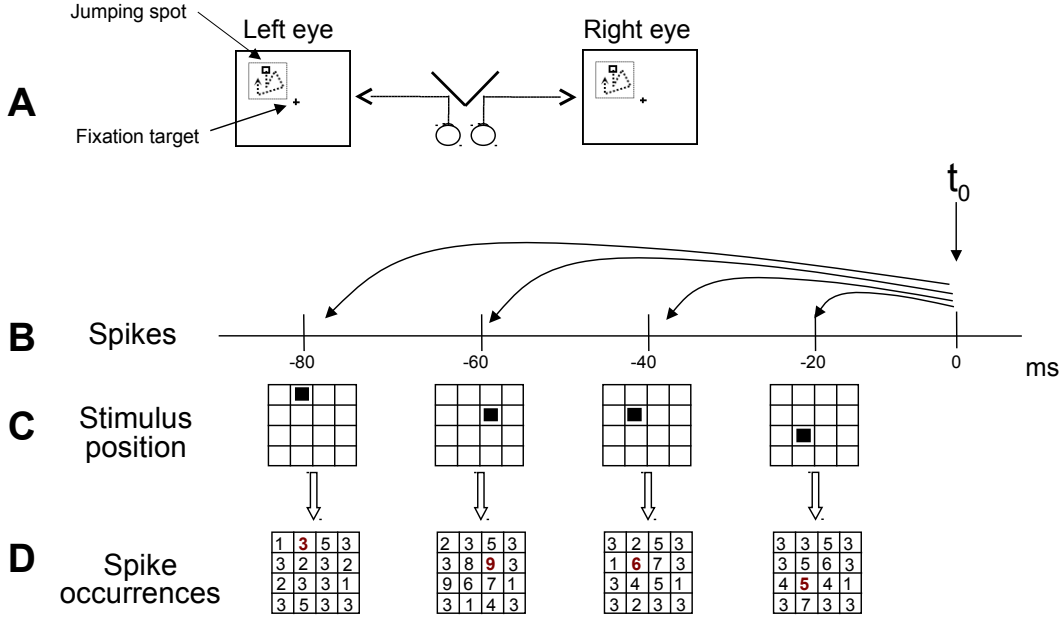 Jumping spot
Left eye
Right eye
A
+
+
Fixation target
t0
B
Spikes
-80
-60
-40
-20
0
ms
C
Stimulus
position
D
Spike
occurrences
1 3 5 3
3 2 3 2
2 3 3 1
3 5 3 3
2 3 5 3
3 8 9 3
9 6 7 1
3 1 4 3
3 2 5 3
1 6 7 3
3 4 5 1
3 2 3 3
3 3 5 3
3 5 6 3
4 5 4 1
3 7 3 3